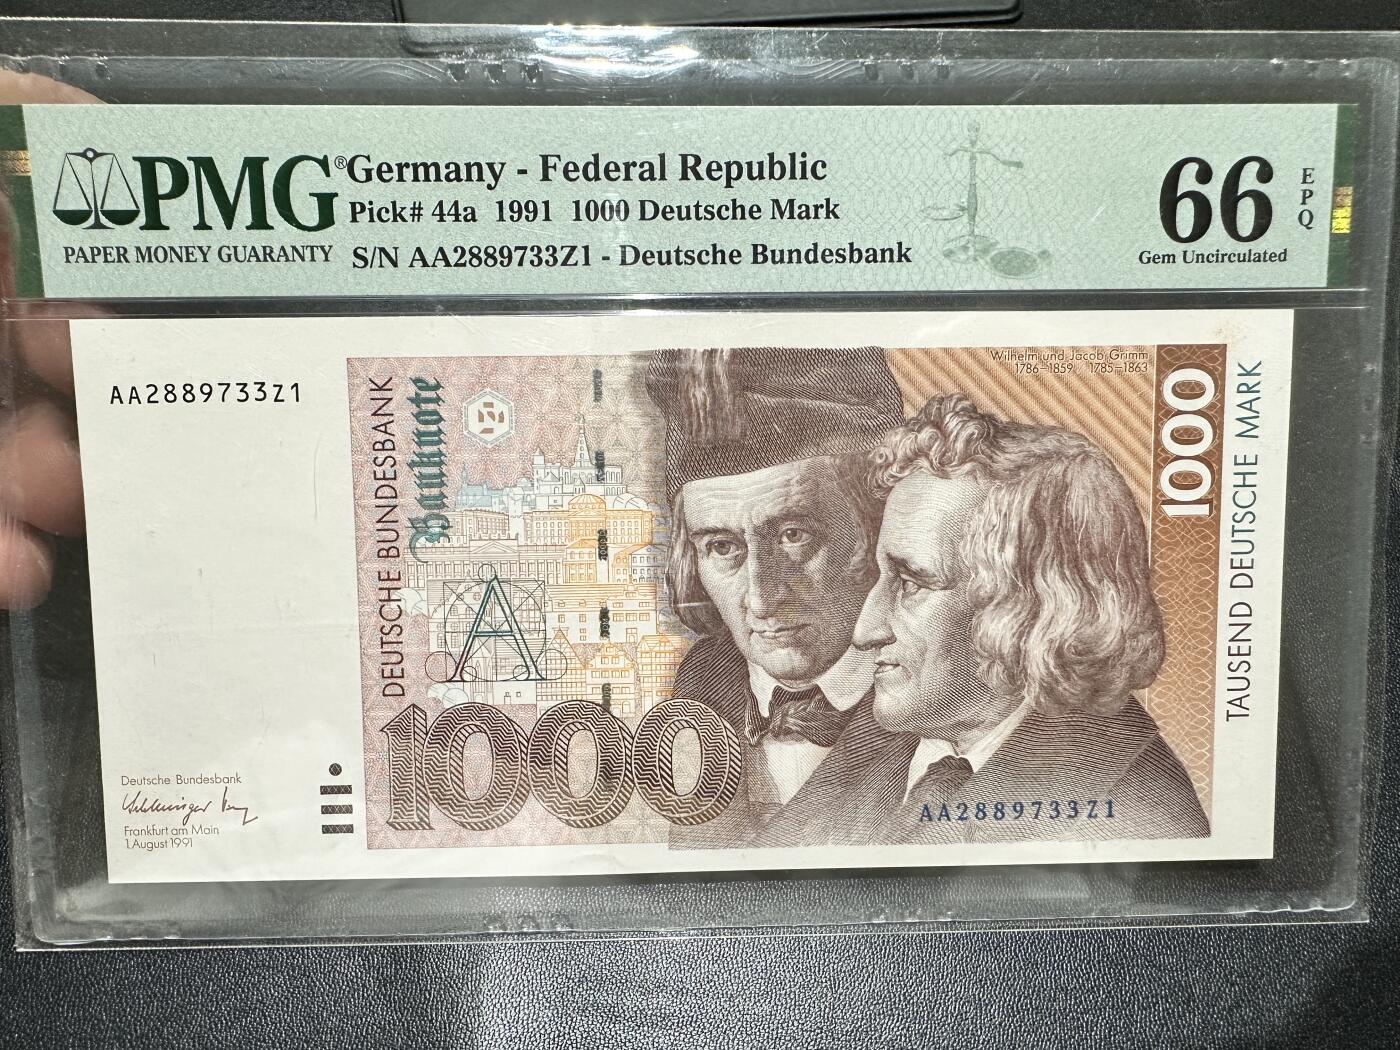 PMG®
PAPER MONEY GUARANTY
Germany - Federal Republic
Pick# 44a 1991 1000 Deutsche Mark
S/N AA2889733Z1 - Deutsche Bundesbank
66
EPQ
Gem Uncirculated
AA2889733Z1
DEUTSCHE BUNDESBANK
Banknote
Wilhelm und Jacob Grimm
1786–1859 1785–1863
1000
TAUSEND DEUTSCHE MARK
A
1000
Deutsche Bundesbank
Frankfurt am Main
1.August 1991
AA2889733Z1